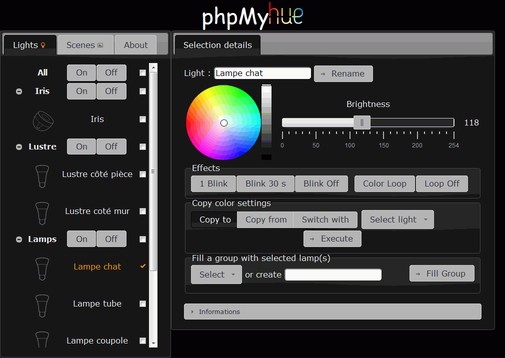 phpMyhue
Lights
Scenes
About
All On Off
Iris On Off
Iris
Lustre On Off
Lustre côté pièce
Lustre coté mur
Lamps On Off
Lampe chat
Lampe tube
Lampe coupole
Selection details
Light : Lampe chat Rename
Brightness
118
0 50 100 150 200 254
Effects
1 Blink Blink 30 s Blink Off Color Loop Loop Off
Copy color settings
Copy to Copy from Switch with Select light
Execute
Fill a group with selected lamp(s)
Select or create Fill Group
Informations